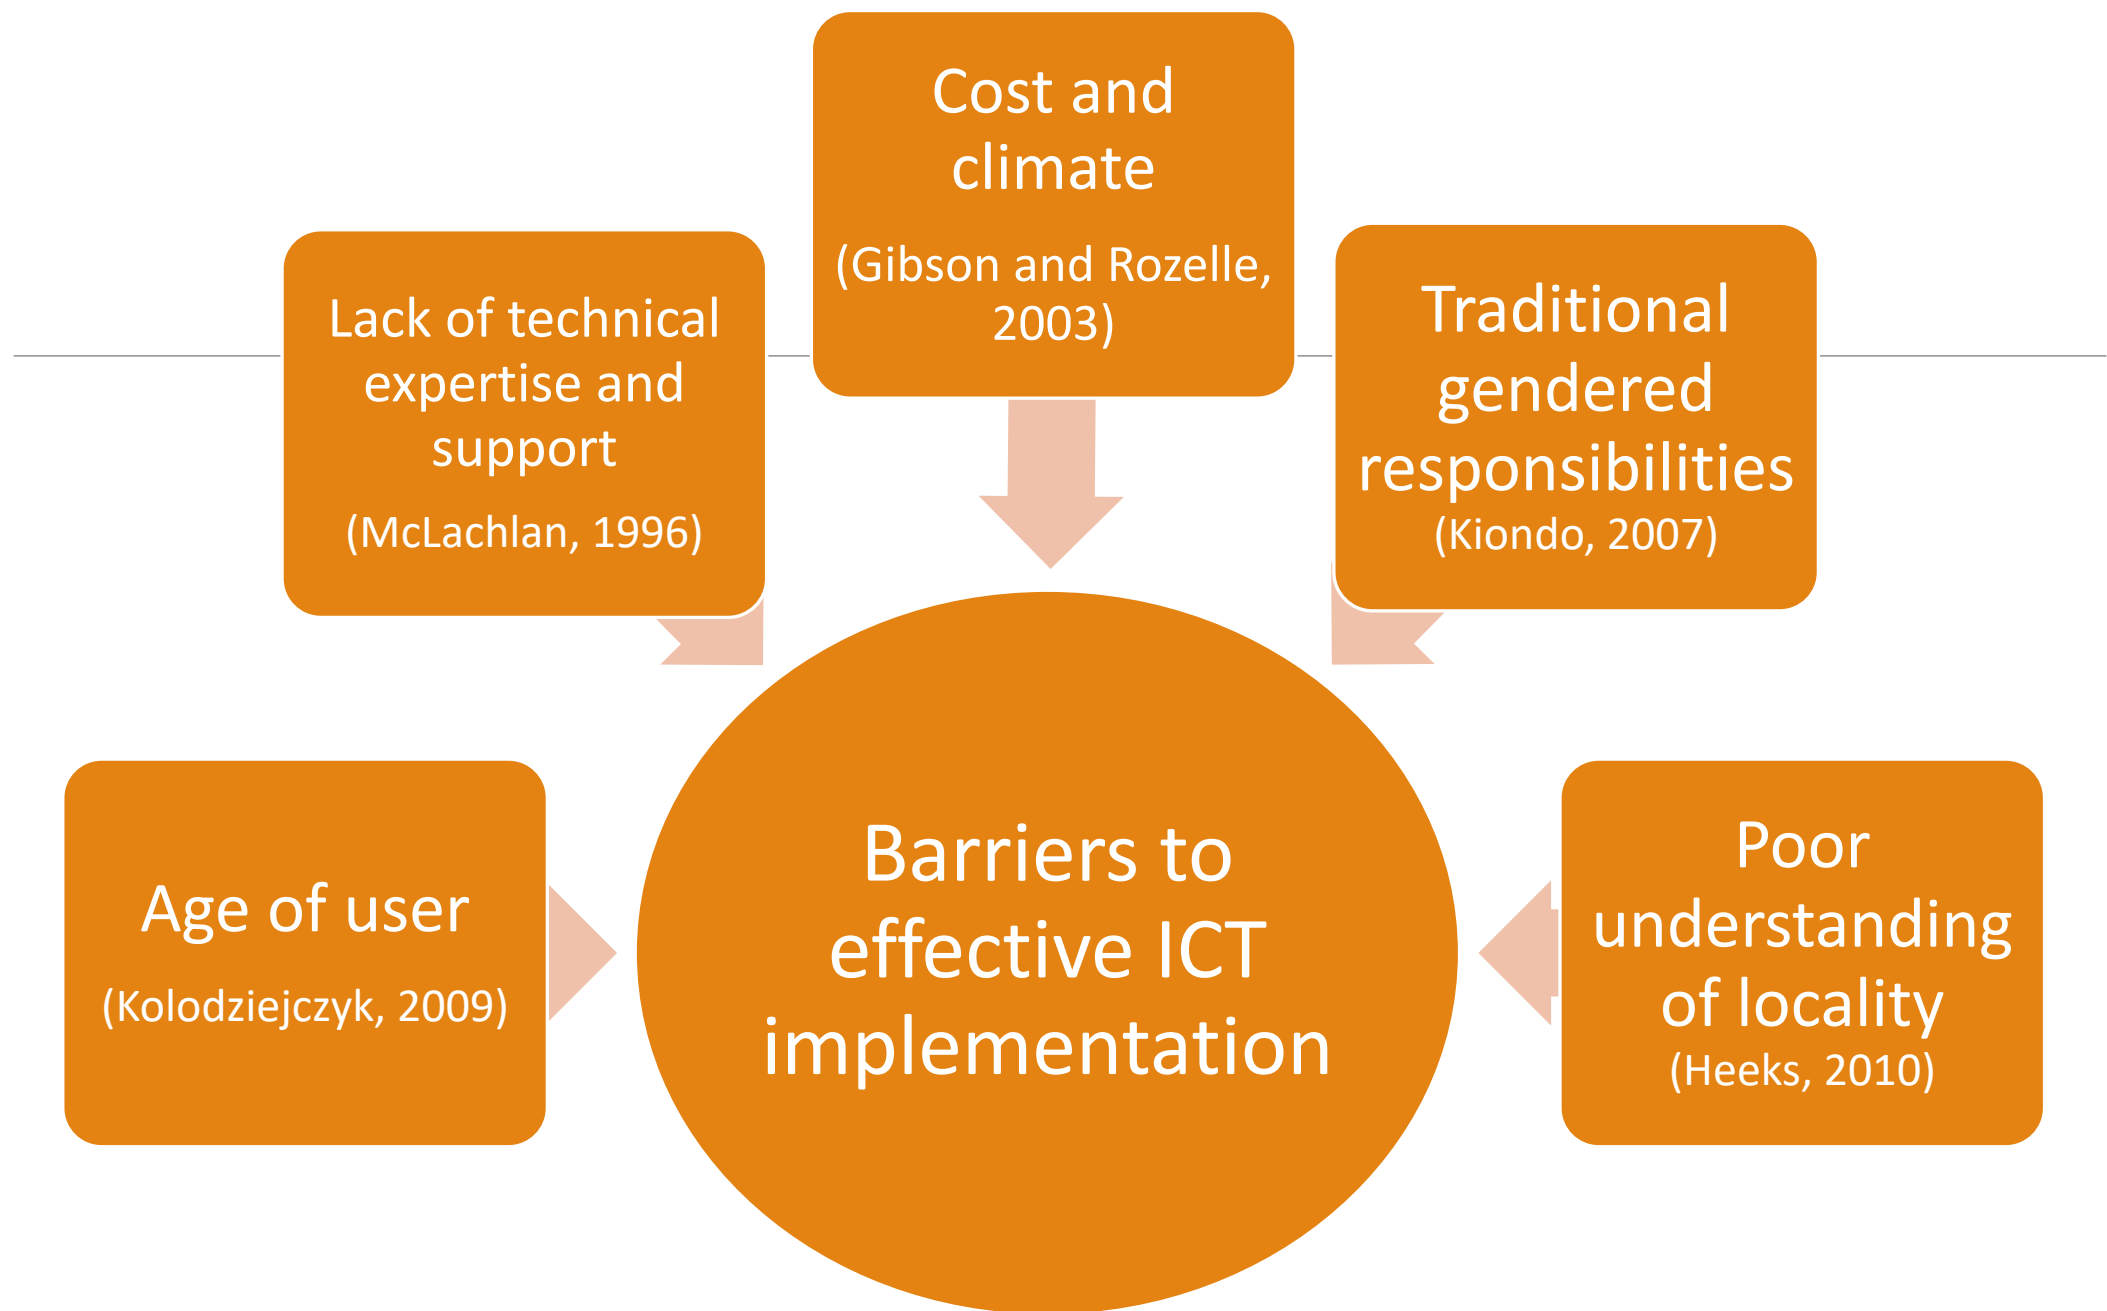 Cost and
climate
(Gibson and Rozelle,
2003)
Lack of technical
expertise and
support
(McLachlan, 1996)
Traditional
gendered
responsibilities
(Kiondo, 2007)
Age of user
(Kolodziejczyk, 2009)
Barriers to
effective ICT
implementation
Poor
understanding
of locality
(Heeks, 2010)